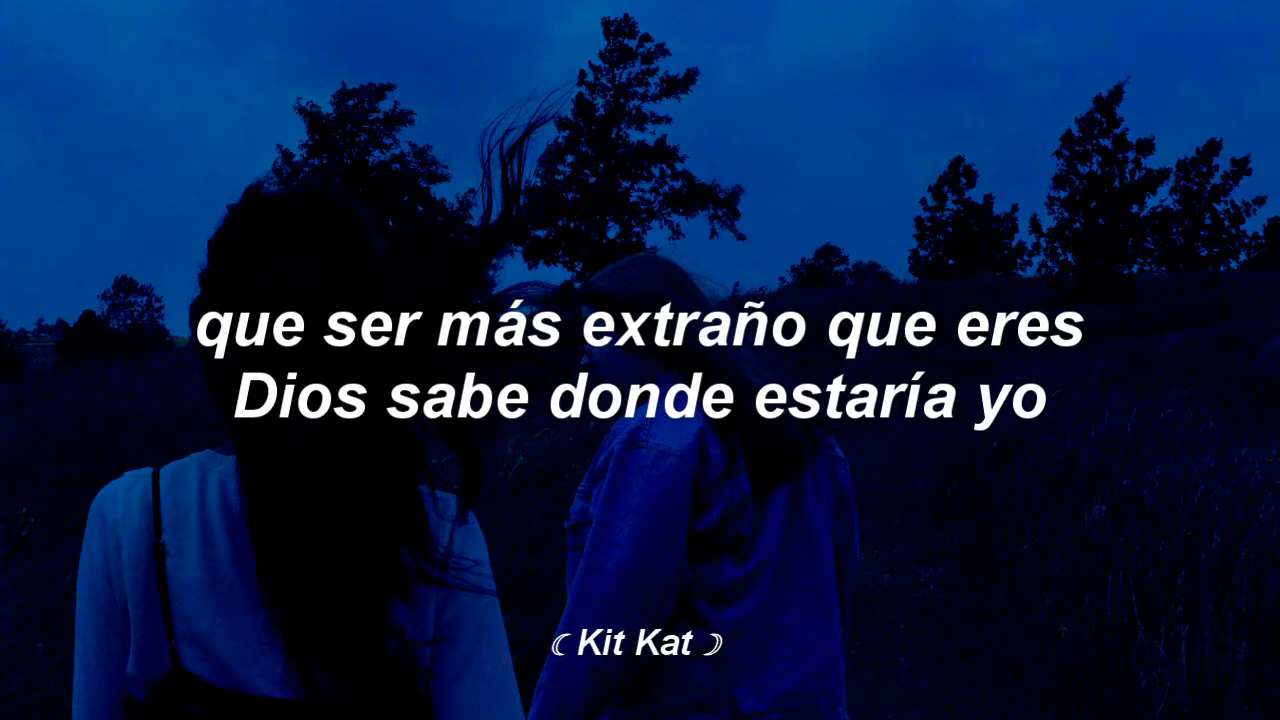 que ser más extraño que eres
Dios sabe donde estaría yo
☾Kit Kat☽